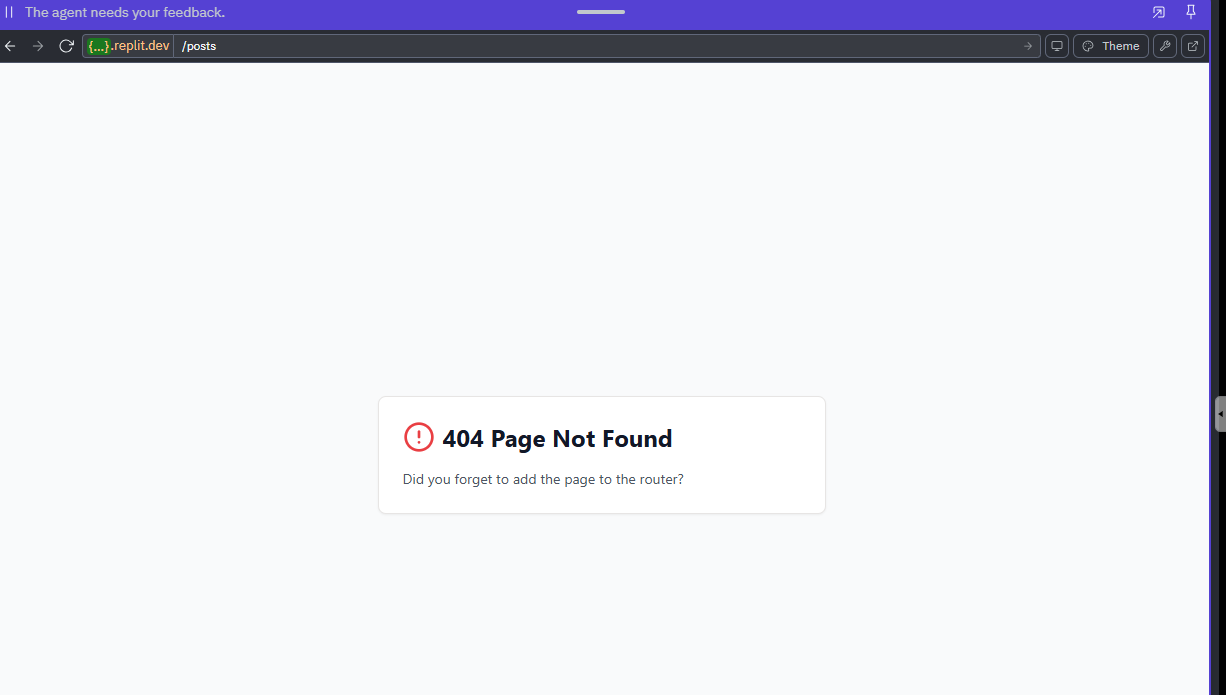 The agent needs your feedback.
{...}.replit.dev /posts
Theme
404 Page Not Found
Did you forget to add the page to the router?